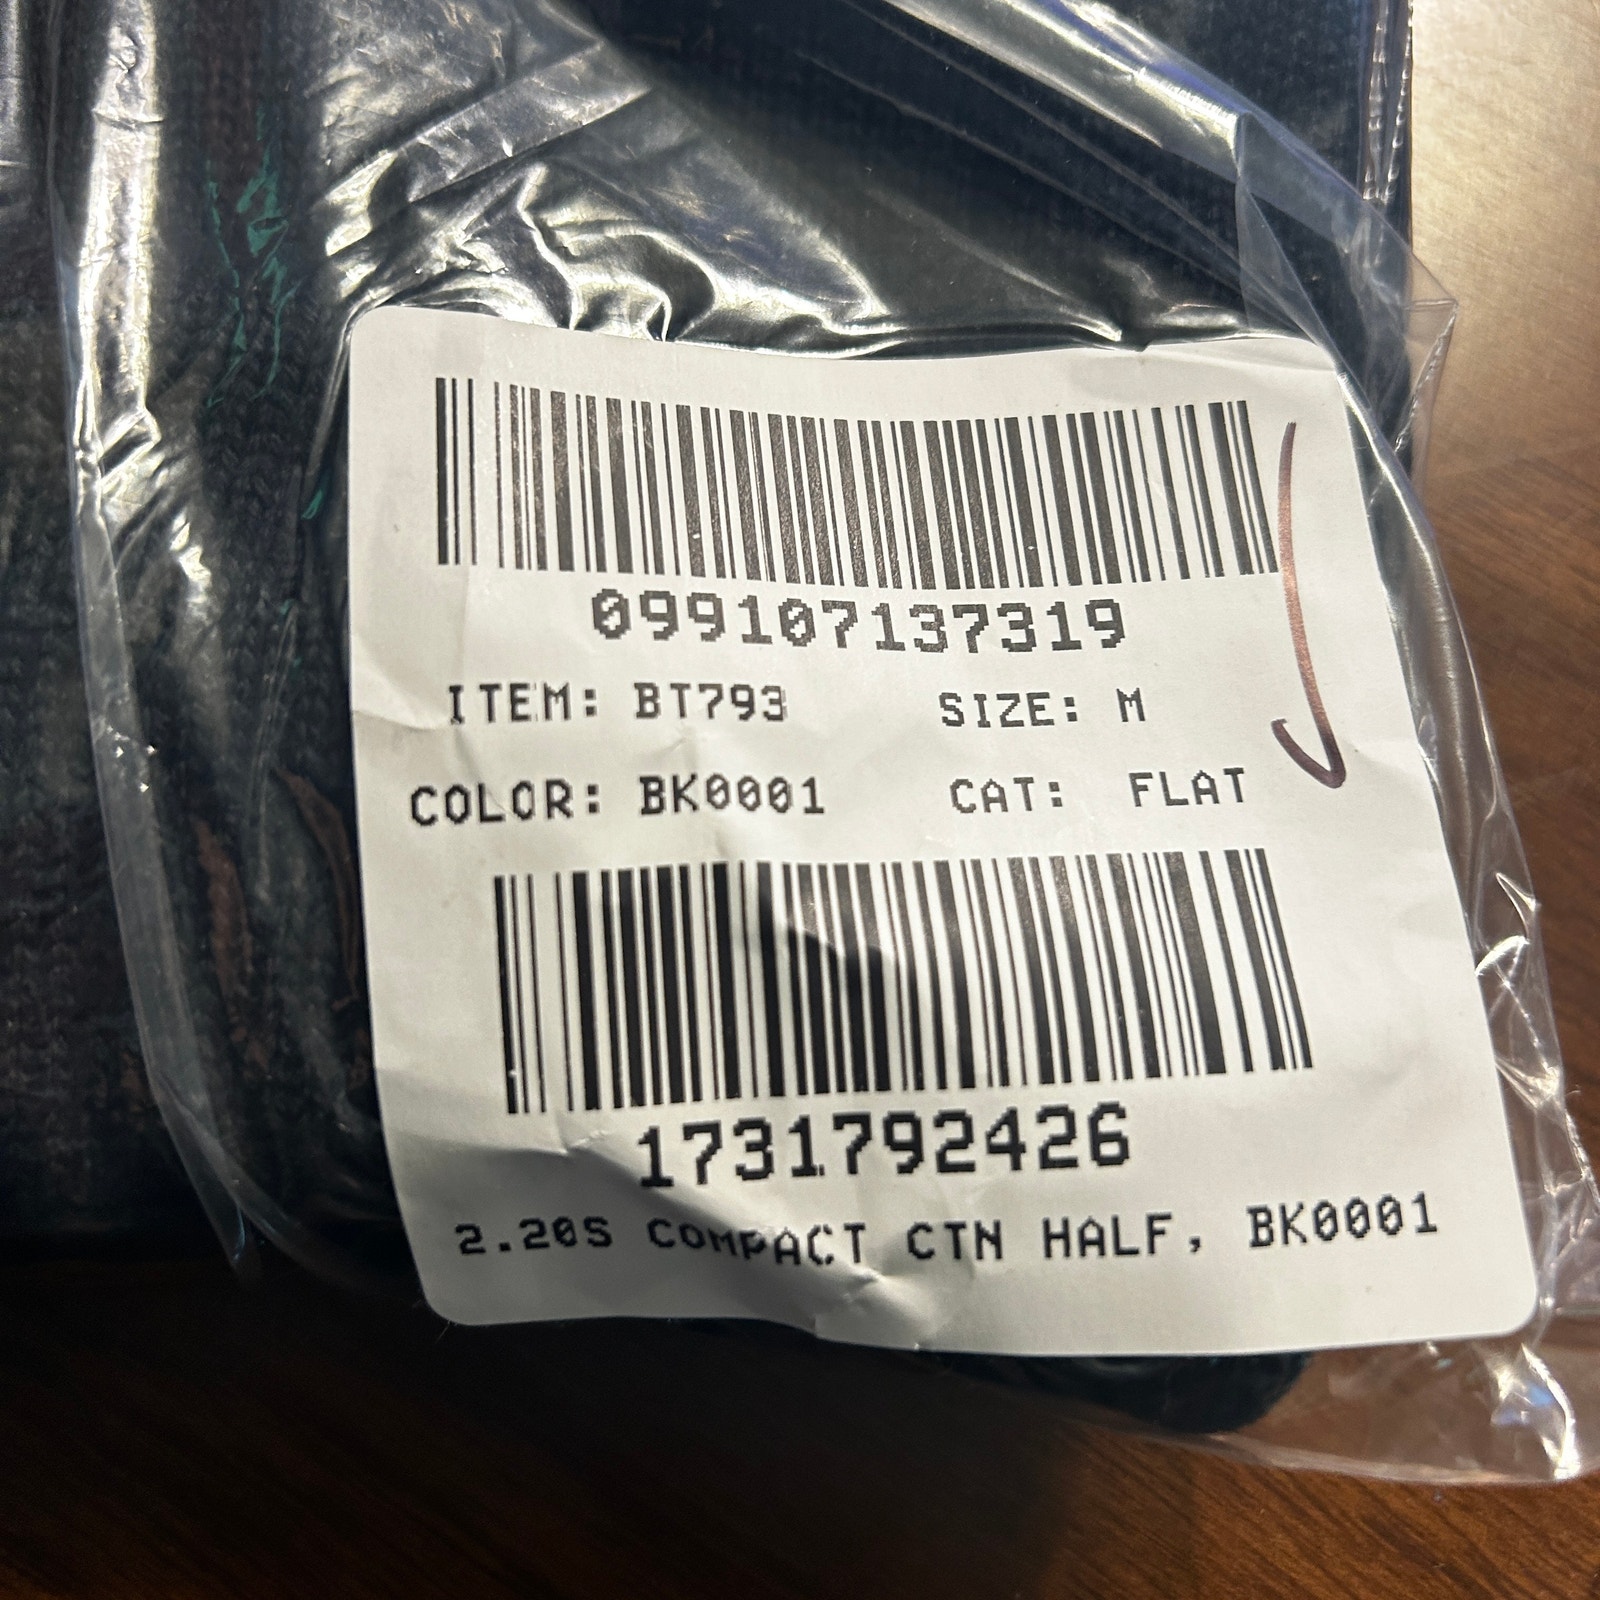 099107137319
ITEM: BT793 SIZE: M
COLOR: BK0001 CAT: FLAT
1731792426
2.20S COMPACT CTN HALF, BK0001